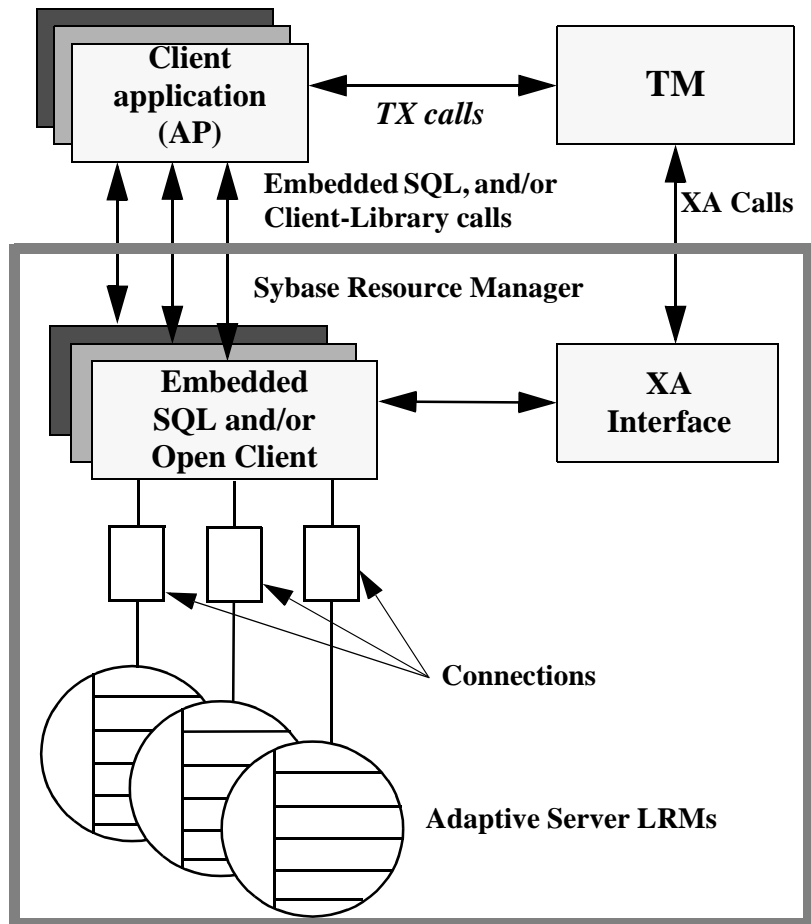 Client
application
(AP)
TM
TX calls
Embedded SQL, and/or
Client-Library calls
XA Calls
Sybase Resource Manager
Embedded
SQL and/or
Open Client
XA
Interface
Connections
Adaptive Server LRMs